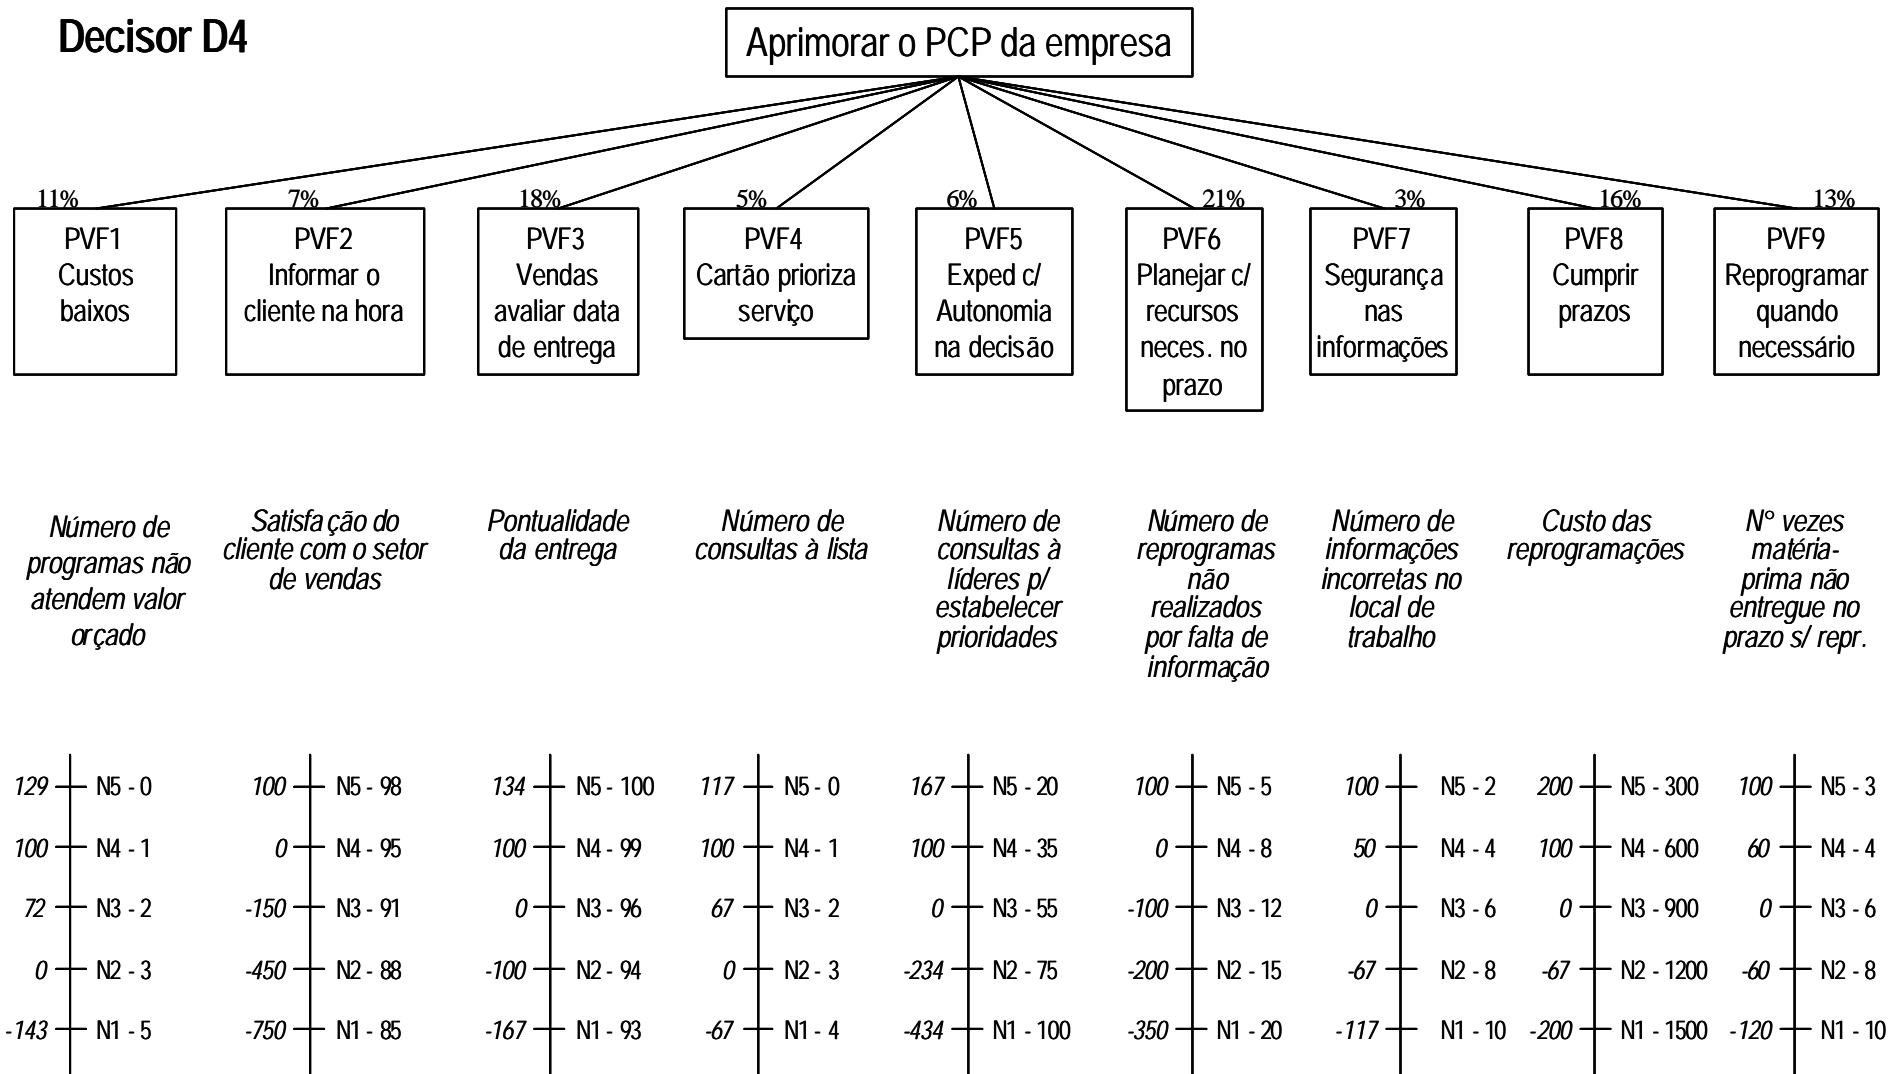 Decisor D4
Aprimorar o PCP da empresa
11%
7%
18%
5%
6%
21%
3%
16%
13%
PVF1
Custos
baixos
PVF2
Informar o
cliente na hora
PVF3
Vendas
avaliar data
de entrega
PVF4
Cartão prioriza
serviço
PVF5
Exped c/
Autonomia
na decisão
PVF6
Planejar c/
recursos
neces. no
prazo
PVF7
Segurança
nas
informações
PVF8
Cumprir
prazos
PVF9
Reprogramar
quando
necessário
Número de
programas não
atendem valor
orçado
Satisfação do
cliente com o setor
de vendas
Pontualidade
da entrega
Número de
consultas à lista
Número de
consultas à
líderes p/
estabelecer
prioridades
Número de
reprogramas
não
realizados
por falta de
informação
Número de
informações
incorretas no
local de
trabalho
Custo das
reprogramações
N° vezes
matéria-
prima não
entregue no
prazo s/ repr.
129 N5 - 0
100 N4 - 1
72 N3 - 2
0 N2 - 3
-143 N1 - 5
100 N5 - 98
0 N4 - 95
-150 N3 - 91
-450 N2 - 88
-750 N1 - 85
134 N5 - 100
100 N4 - 99
0 N3 - 96
-100 N2 - 94
-167 N1 - 93
117 N5 - 0
100 N4 - 1
67 N3 - 2
0 N2 - 3
-67 N1 - 4
167 N5 - 20
100 N4 - 35
0 N3 - 55
-234 N2 - 75
-434 N1 - 100
100 N5 - 5
0 N4 - 8
-100 N3 - 12
-200 N2 - 15
-350 N1 - 20
100 N5 - 2
50 N4 - 4
0 N3 - 6
-67 N2 - 8
-117 N1 - 10
200 N5 - 300
100 N4 - 600
0 N3 - 900
-67 N2 - 1200
-200 N1 - 1500
100 N5 - 3
60 N4 - 4
0 N3 - 6
-60 N2 - 8
-120 N1 - 10